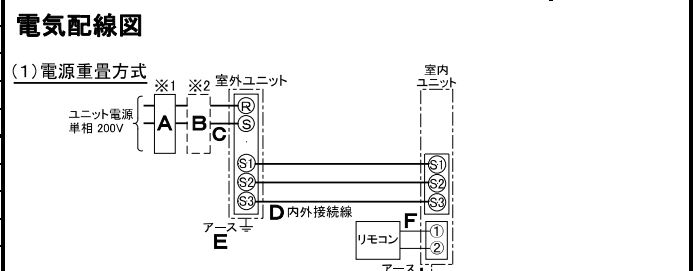 電気配線図
(1)電源重畳方式
※1 ※2 室外ユニット 室内
ユニット
ユニット電源
単相 200V
A B C R S
S1 S1
S2 S2
S3 S3
D 内外接続線
アース
E
F
リモコン ① ②
アース